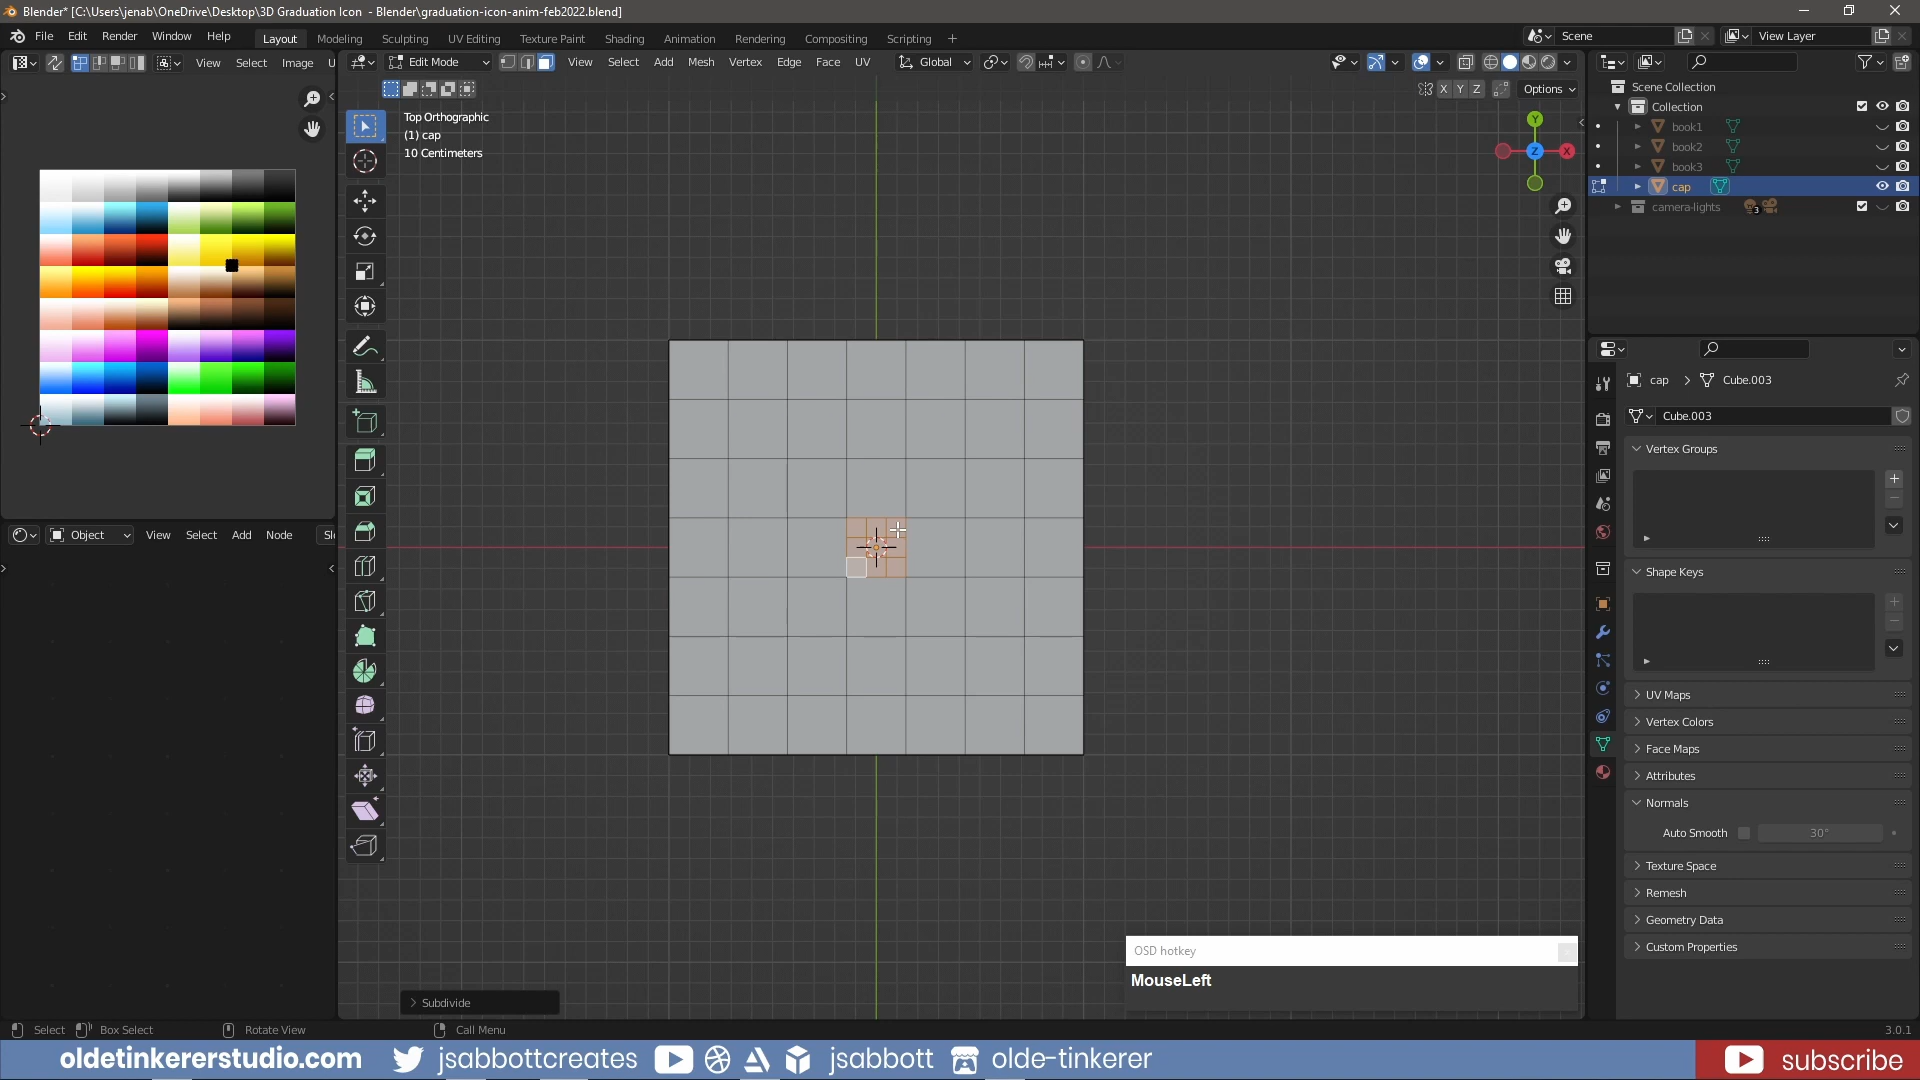 Blender* [C:\Users\jenab\OneDrive\Desktop\3D Graduation Icon - Blender\graduation-icon-anim-feb2022.blend]
File Edit Render Window Help
Layout Modeling Sculpting UV Editing Texture Paint Shading Animation Rendering Compositing Scripting
Scene
View Layer
View Select Image U
Edit Mode
View Select Add Mesh Vertex Edge Face UV
Global
X Y Z
Options
Top Orthographic
(1) cap
10 Centimeters
Y
Z
X
Scene Collection
Collection
book1
book2
book3
cap
camera-lights
3
cap > Cube.003
Cube.003
Vertex Groups
Shape Keys
UV Maps
Vertex Colors
Face Maps
Attributes
Normals
Auto Smooth 30°
Texture Space
Remesh
Geometry Data
Custom Properties
Object
View Select Add Node Sl
Subdivide
OSD hotkey
MouseLeft
Select Box Select Rotate View Call Menu
3.0.1
oldetinkererstudio.com jsabbottcreates jsabbott olde-tinkerer subscribe